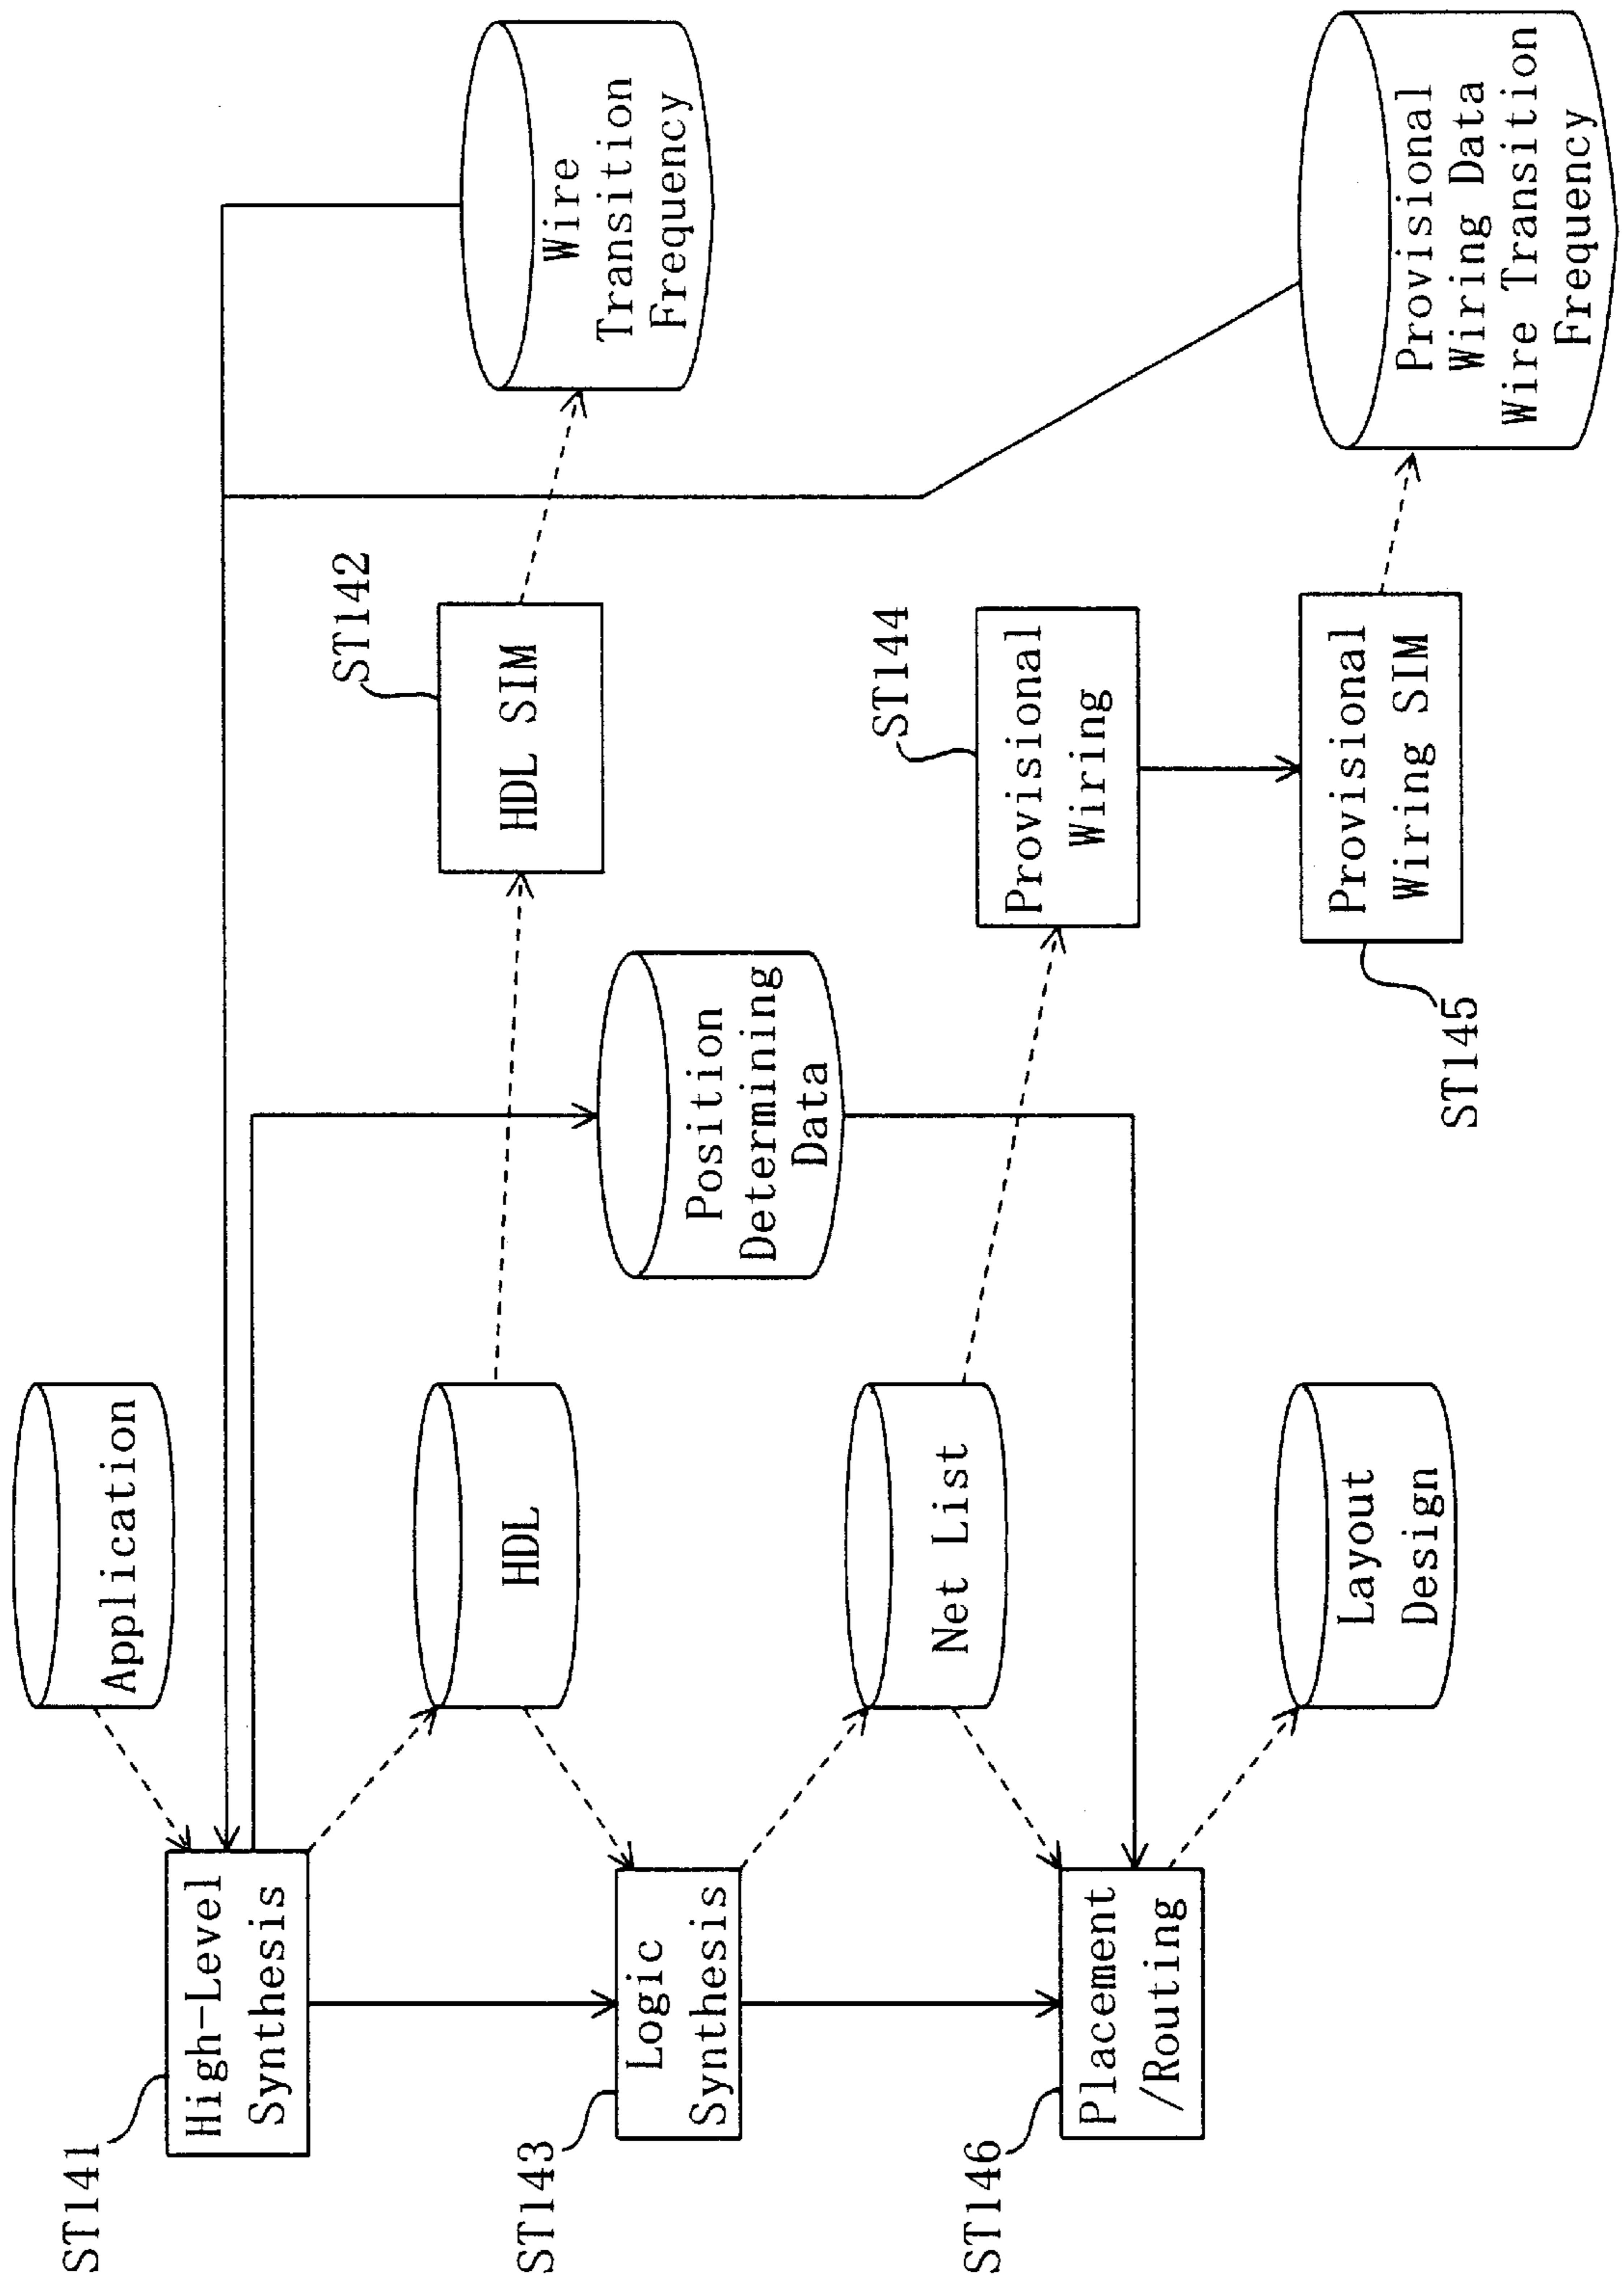 ST141
High-Level
Synthesis
Application
ST142
HDL
HDL SIM
Wire
Transition
Frequency
ST143
Logic
Synthesis
Position
Determining
Data
Net List
ST144
Provisional
Wiring
ST146
Placement
/Routing
Layout
Design
ST145
Provisional
Wiring SIM
Provisional
Wiring Data
Wire Transition
Frequency